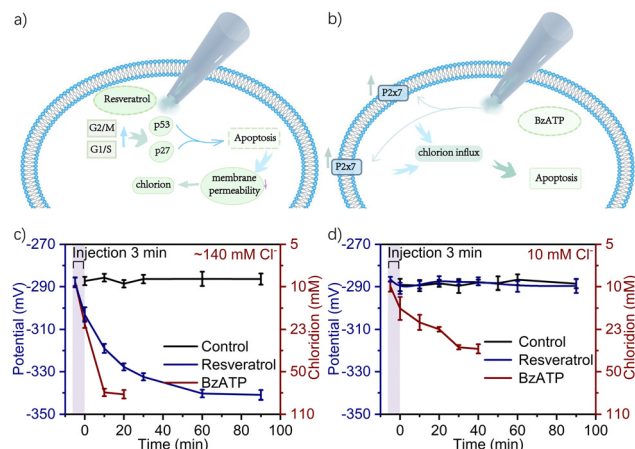 a)
Resveratrol
G2/M
G1/S
p53
p27
Apoptosis
chlorion
membrane
permeability
b)
P2x7
P2x7
BzATP
chlorion influx
Apoptosis
c)
Injection 3 min
~140 mM Cl⁻
Potential (mV)
-270
-290
-310
-330
-350
Control
Resveratrol
BzATP
5
10
23
50
110
Chloridion (mM)
0 20 40 60 80 100
Time (min)
d)
Injection 3 min
10 mM Cl⁻
Potential (mV)
-270
-290
-310
-330
-350
Control
Resveratrol
BzATP
5
10
23
50
110
Chloridion (mM)
0 20 40 60 80 100
Time (min)